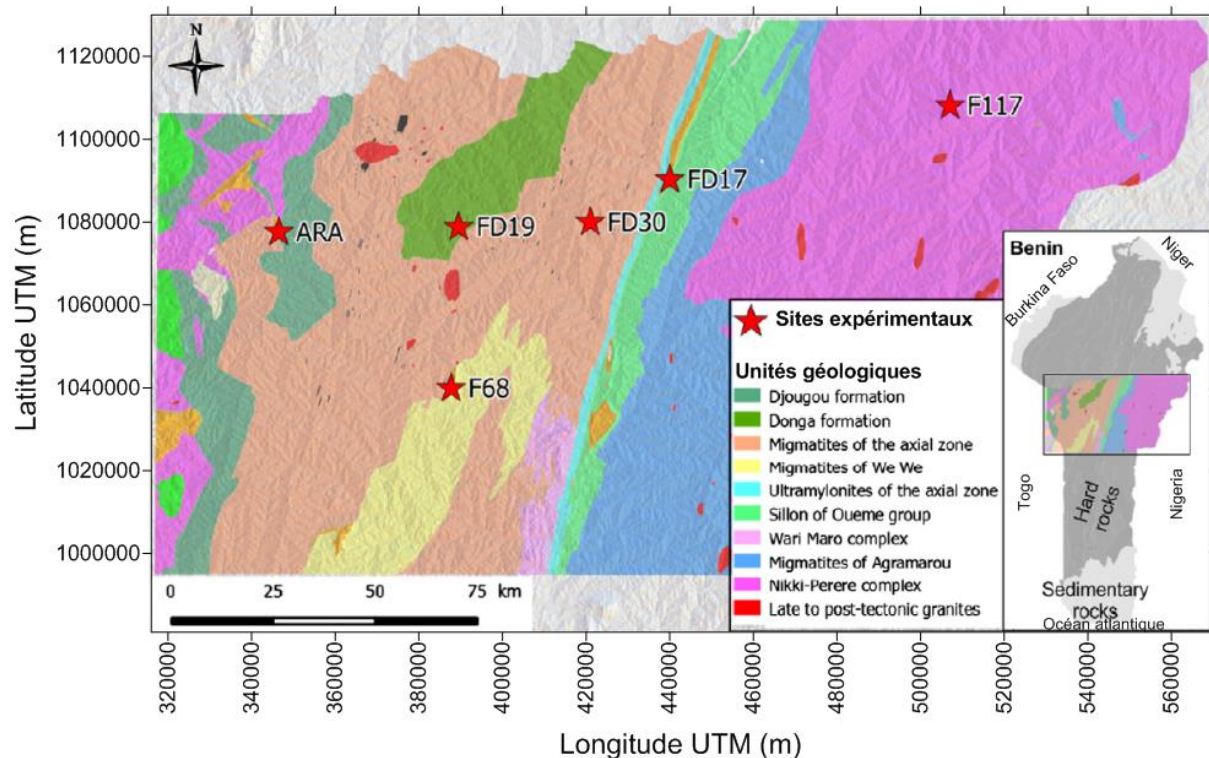 1120000
1100000
1080000
1060000
1040000
1020000
1000000
Latitude UTM (m)
N
ARA
FD19
FD30
FD17
F117
F68
0 25 50 75 km
Sites expérimentaux
Unités géologiques
Djougou formation
Donga formation
Migmatites of the axial zone
Migmatites of We We
Ultramylonites of the axial zone
Sillon of Oueme group
Wari Maro complex
Migmatites of Agramarou
Nikki-Perere complex
Late to post-tectonic granites
Benin
Niger
Burkina Faso
Togo
Hard
rocks
Nigeria
Sedimentary
rocks
Océan atlantique
320000
340000
360000
380000
400000
420000
440000
460000
480000
500000
520000
540000
560000
Longitude UTM (m)